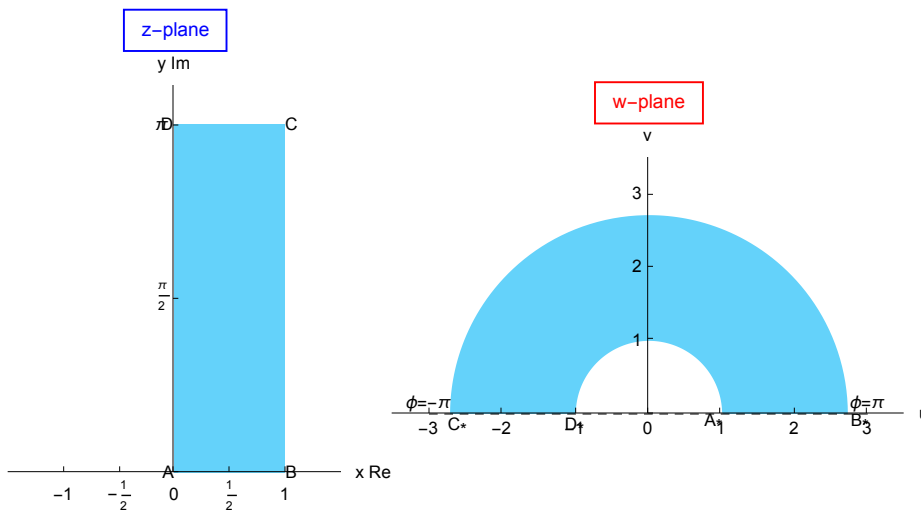 z-plane
y Im
π
D
C
π
2
A
B
x Re
-1
-1/2
0
1/2
1
w-plane
v
3
2
1
ϕ=-π
ϕ=π
-3
-2
-1
0
1
2
3
C*
D*
A*
B*